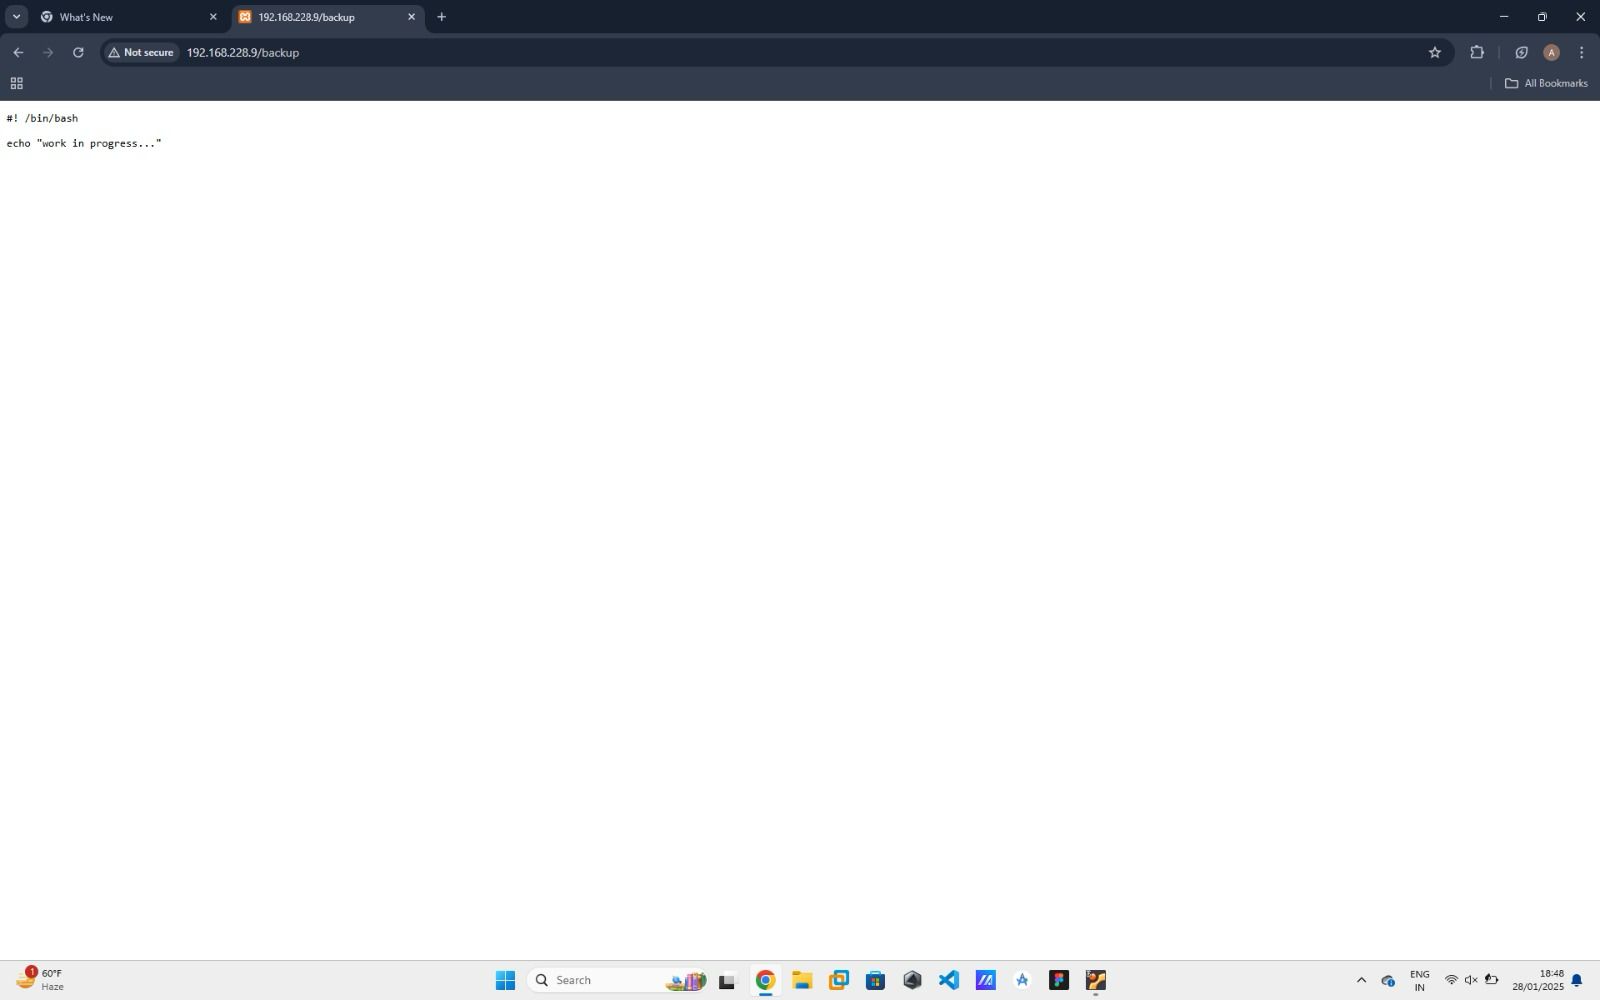 What's New
192.168.228.9/backup
Not secure
192.168.228.9/backup
A
All Bookmarks
#! /bin/bash
echo "work in progress..."
1
60°F
Haze
Search
ENG
IN
18:48
28/01/2025